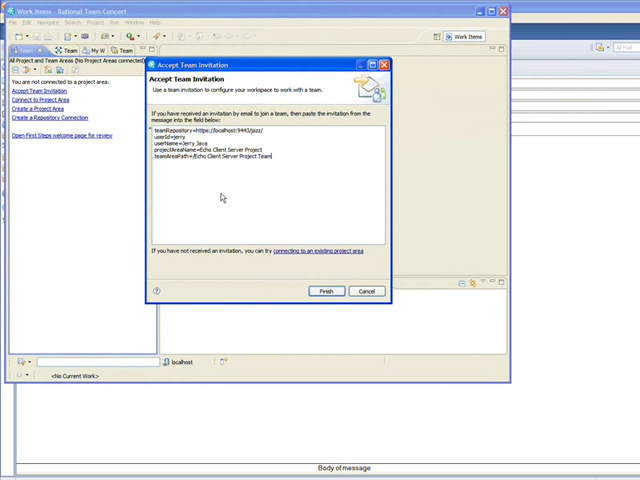 Work Items - Rational Team Concert
File Edit Navigate Search Project Run Window Help
Work Items
Team
Team
My W
Team
All Project and Team Areas (No Project Areas connected)
You are not connected to a project area.
Accept Team Invitation
Connect to Project Area
Create a Project Area
Create a Repository Connection
Open First Steps welcome page for review
Accept Team Invitation
Accept Team Invitation
Use a team invitation to configure your workspace to work with a team.
If you have received an invitation by email to join a team, then paste the invitation from the
message into the field below:
teamRepository=https://localhost:9443/jazz/
userId=jerry
userName=Jerry Java
projectAreaName=Echo Client Server Project
teamAreaPath=/Echo Client Server Project Team
If you have not received an invitation, you can try connecting to an existing project area
Finish
Cancel
localhost
<No Current Work>
All Mail
Body of message